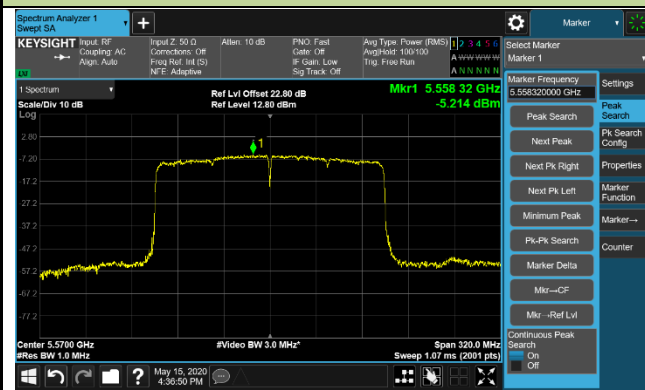 Spectrum Analyzer 1
Swept SA
+
Marker
KEYSIGHT
Input: RF
Coupling: AC
Align: Auto
Input Z: 50 Ω
Corrections: Off
Freq Ref: Int (S)
NFE: Adaptive
Atten: 10 dB
PNO: Fast
Gate: Off
IF Gain: Low
Sig Track: Off
Avg Type: Power (RMS)
Avg|Hold: 100/100
Trig: Free Run
1 2 3 4 5 6
A W W W W W
A N N N N N
Select Marker
Marker 1
LXI
1 Spectrum
Scale/Div 10 dB
Log
Ref Lvl Offset 22.80 dB
Ref Level 12.80 dBm
Mkr1 5.558 32 GHz
-5.214 dBm
Marker Frequency
5.558320000 GHz
Peak Search
Next Peak
Next Pk Right
Next Pk Left
Minimum Peak
Pk-Pk Search
Marker Delta
Mkr→CF
Mkr→Ref Lvl
Continuous Peak
Search
On
Off
Settings
Peak
Search
Pk Search
Config
Properties
Marker
Function
Marker→
Counter
2.80
-7.20
-17.2
-27.2
-37.2
-47.2
-57.2
-67.2
-77.2
1
Center 5.5700 GHz
#Res BW 1.0 MHz
#Video BW 3.0 MHz*
Span 320.0 MHz
Sweep 1.07 ms (2001 pts)
?
May 15, 2020
4:36:50 PM